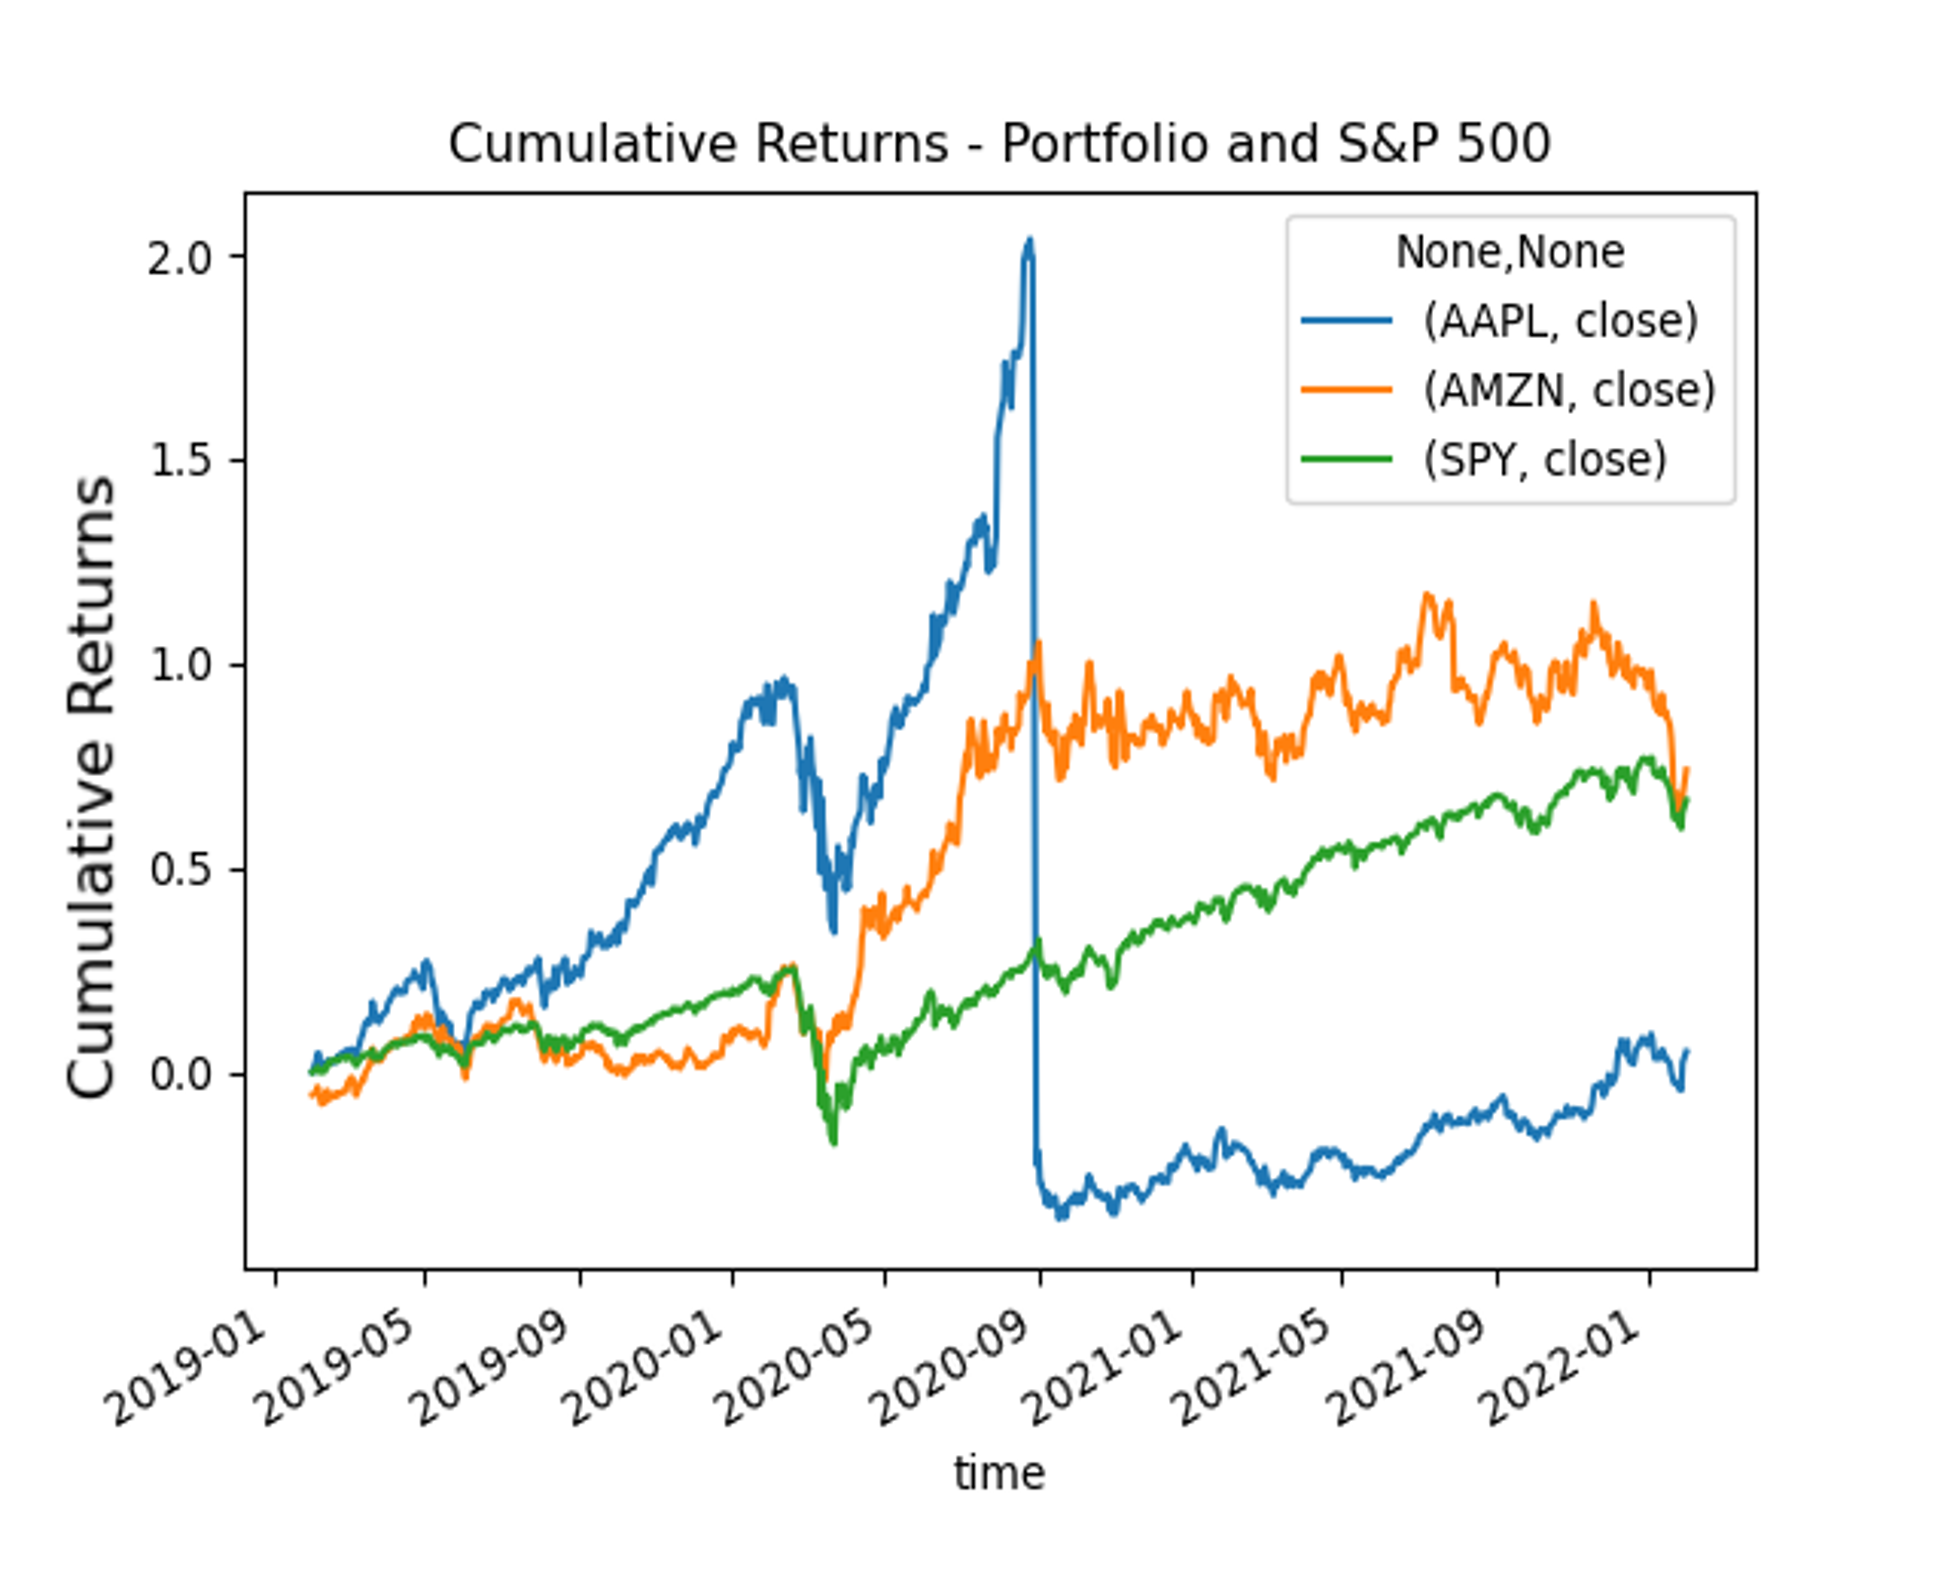 Cumulative Returns - Portfolio and S&P 500
Cumulative Returns
2.0
1.5
1.0
0.5
0.0
None,None
(AAPL, close)
(AMZN, close)
(SPY, close)
2019-01
2019-05
2019-09
2020-01
2020-05
2020-09
2021-01
2021-05
2021-09
2022-01
time